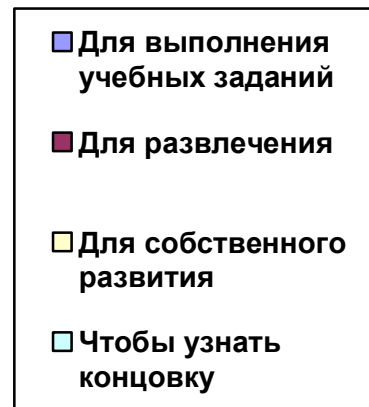 Для выполнения
учебных заданий
Для развлечения
Для собственного
развития
Чтобы узнать
концовку